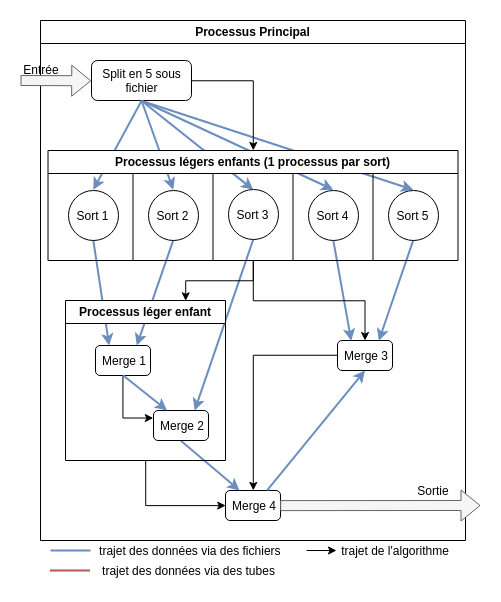 Processus Principal
Entrée
Split en 5 sous
fichier
Processus légers enfants (1 processus par sort)
Sort 1
Sort 2
Sort 3
Sort 4
Sort 5
Processus léger enfant
Merge 1
Merge 3
Merge 2
Sortie
Merge 4
trajet des données via des fichiers
trajet de l'algorithme
trajet des données via des tubes